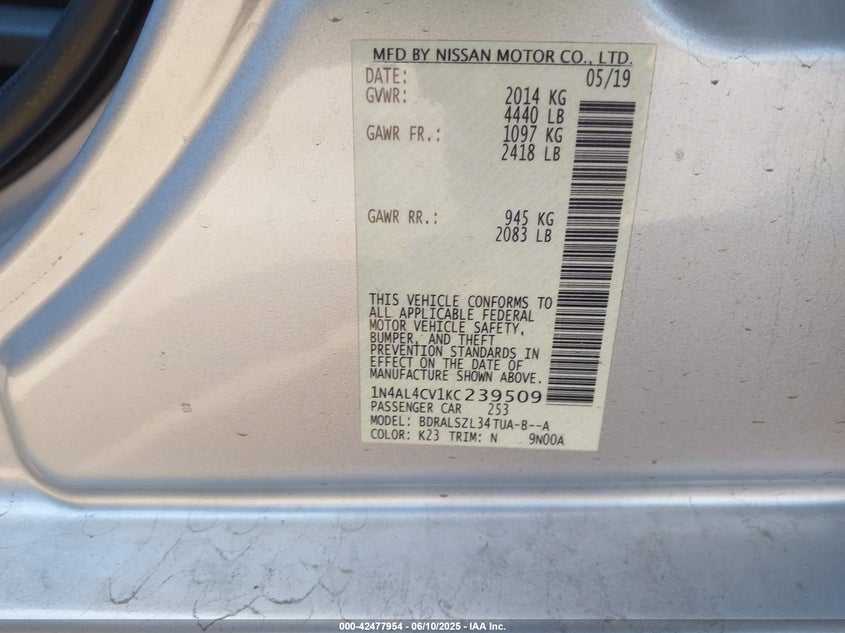 MFD BY NISSAN MOTOR CO., LTD.
DATE: 05/19
GVWR: 2014 KG
4440 LB
GAWR FR.: 1097 KG
2418 LB
GAWR RR.: 945 KG
2083 LB
THIS VEHICLE CONFORMS TO
ALL APPLICABLE FEDERAL
MOTOR VEHICLE SAFETY,
BUMPER, AND THEFT
PREVENTION STANDARDS IN
EFFECT ON THE DATE OF
MANUFACTURE SHOWN ABOVE.
1N4AL4CV1KC239509
PASSENGER CAR 253
MODEL: BDRALSZL34TUA-B--A
COLOR: K23 TRIM: N 9N00A
000-42477954 | 06/10/2025 | IAA Inc.